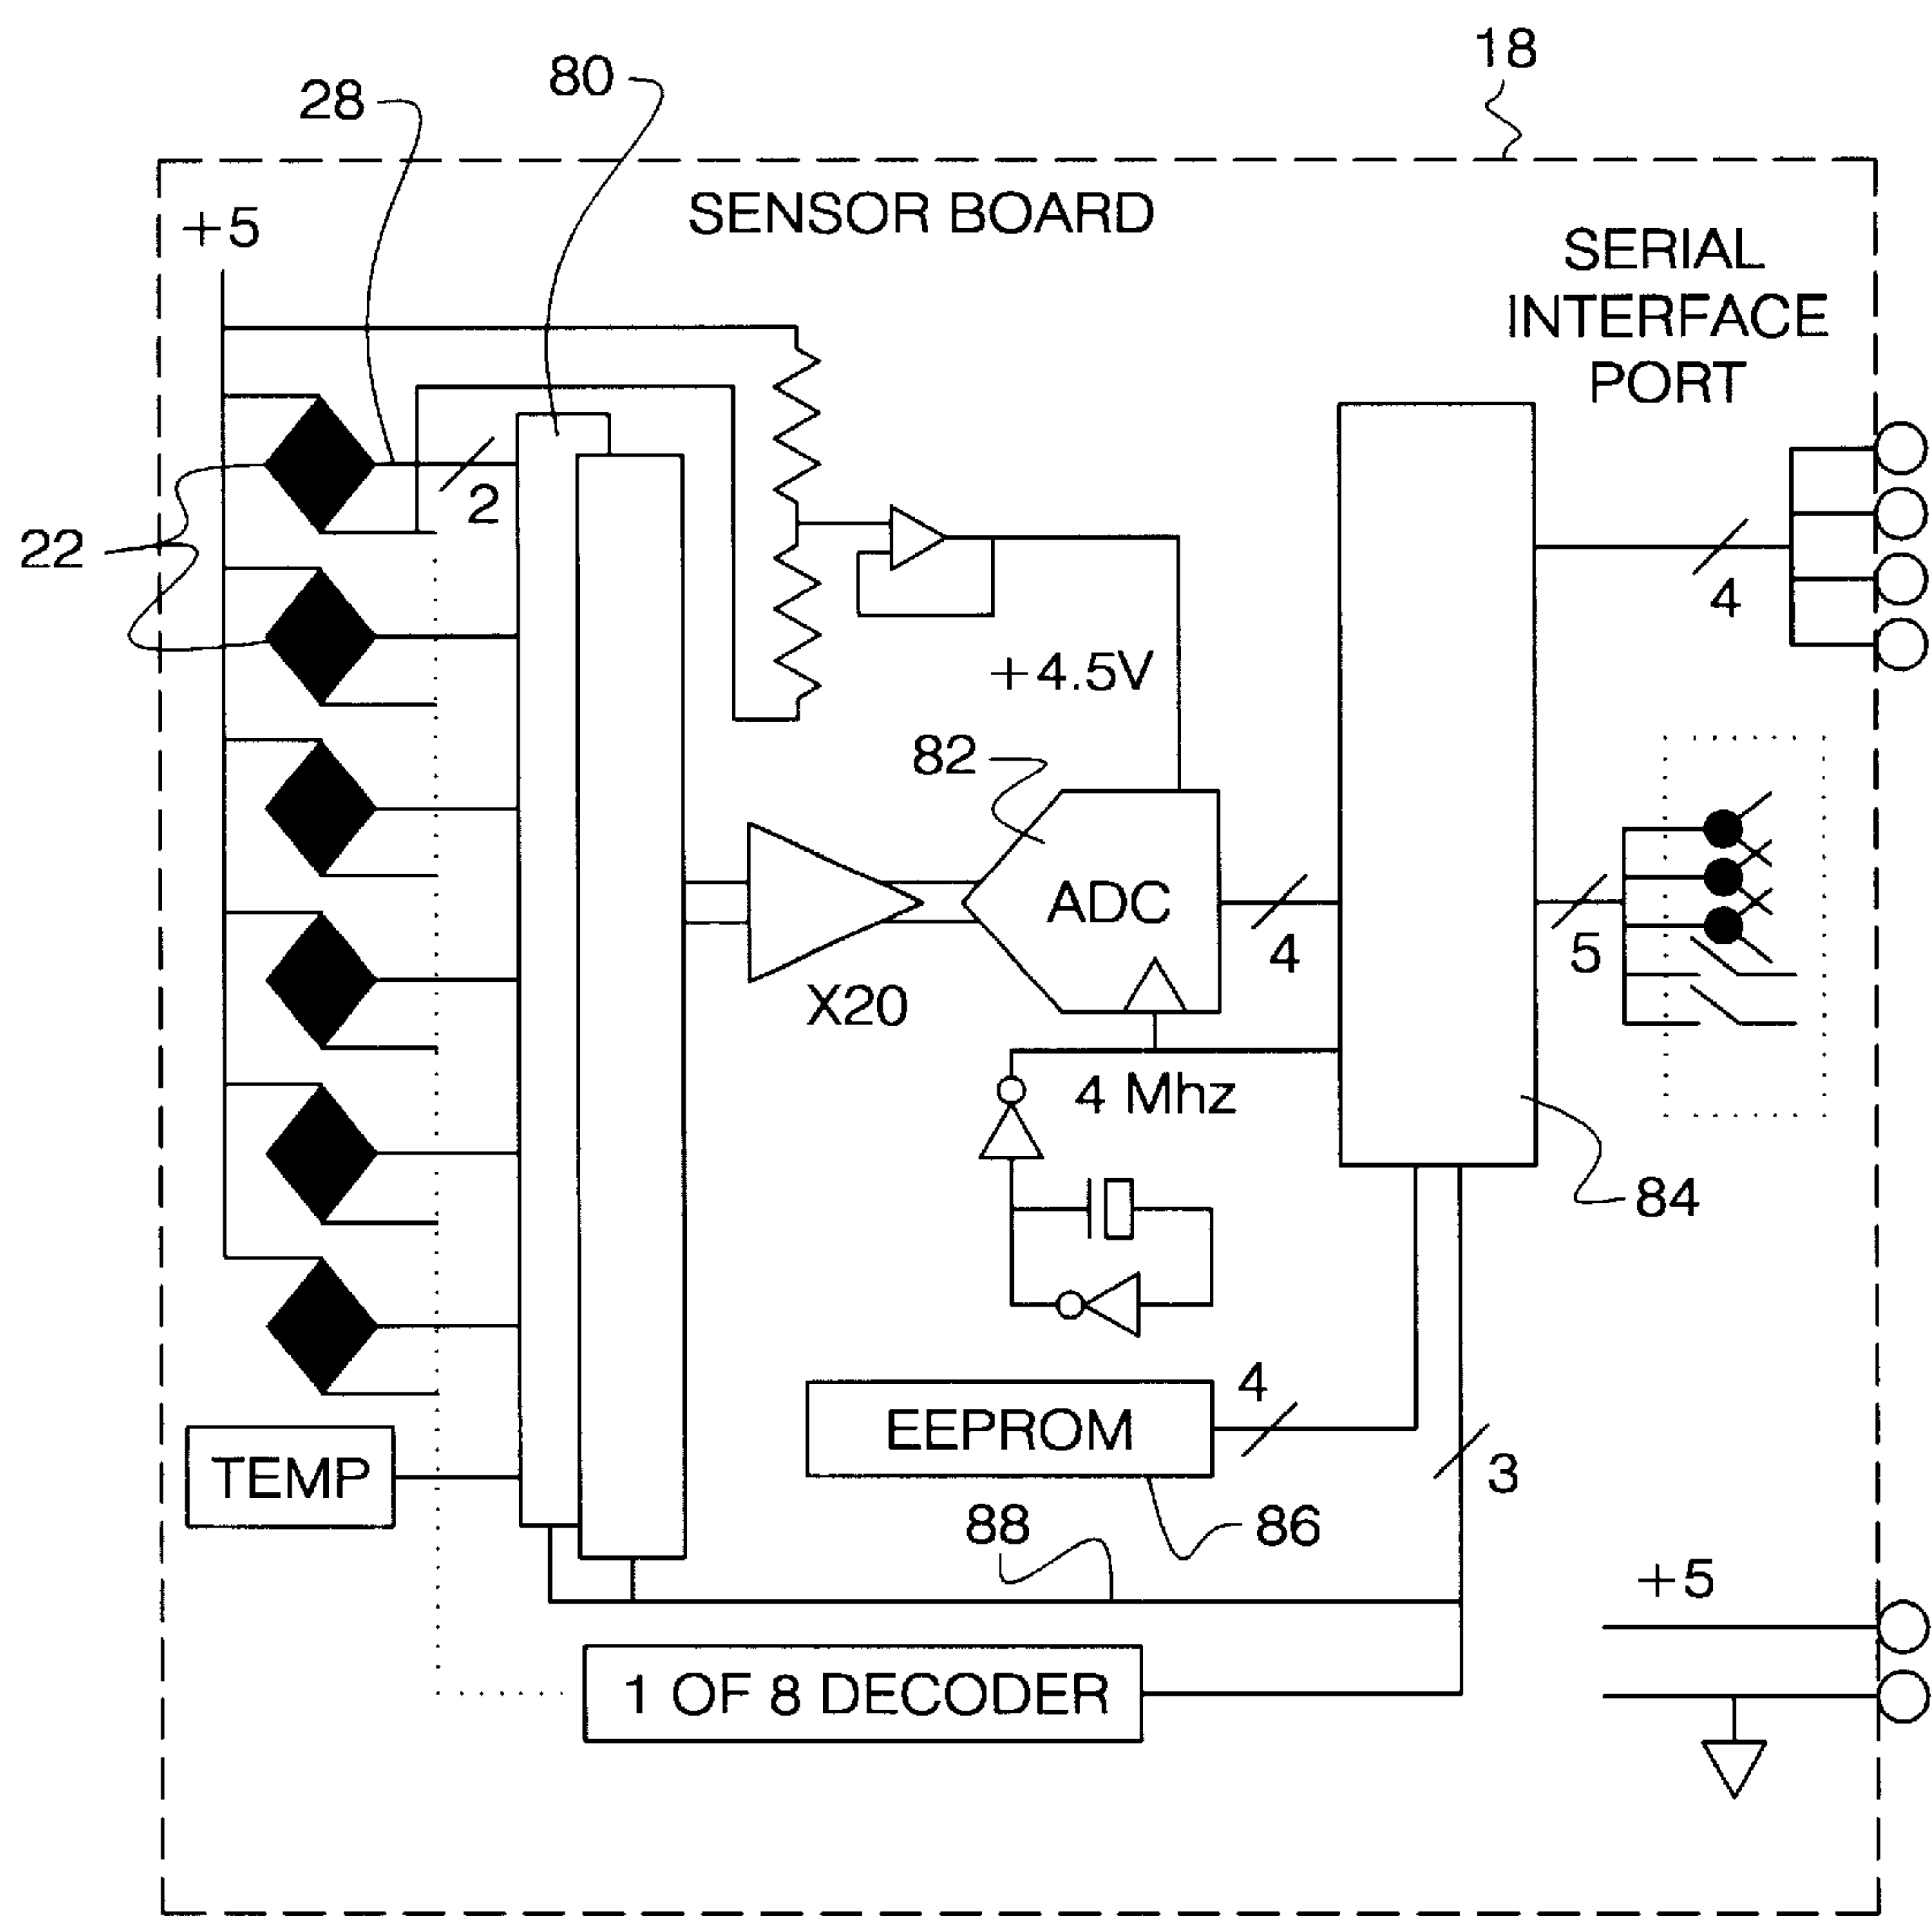 18
80
28
SENSOR BOARD
+5
SERIAL
INTERFACE
PORT
2
22
4
+4.5V
82
ADC
4
5
X20
4 Mhz
84
4
EEPROM
TEMP
3
88
86
+5
1 OF 8 DECODER